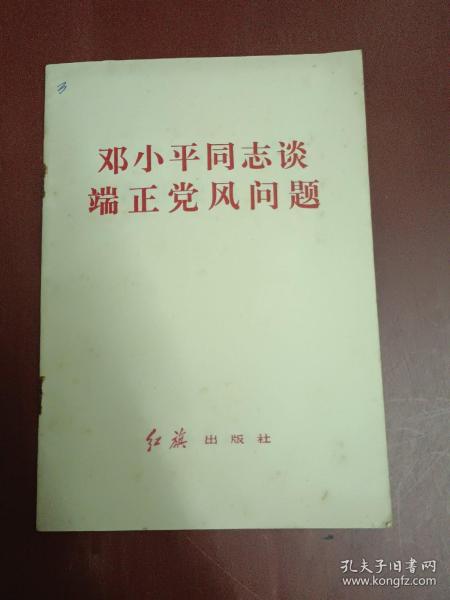 3
邓小平同志谈
端正党风问题
红旗 出版社
孔夫子旧书网
www.kongfz.com